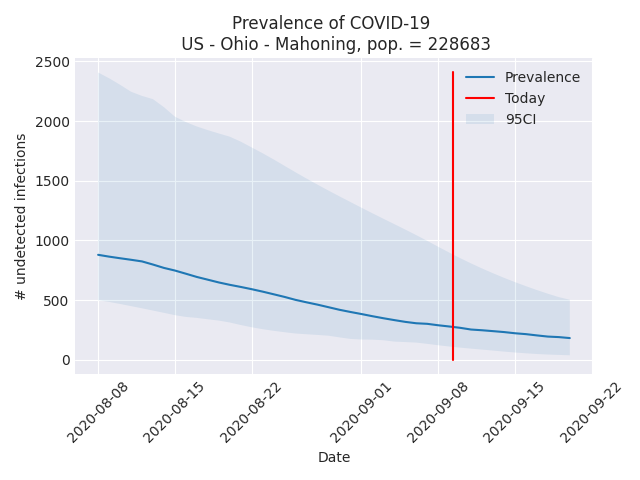 Prevalence of COVID-19
US - Ohio - Mahoning, pop. = 228683
2500
2000
1500
1000
500
0
# undetected infections
Prevalence
Today
95CI
2020-08-08
2020-08-15
2020-08-22
2020-09-01
2020-09-08
2020-09-15
2020-09-22
Date